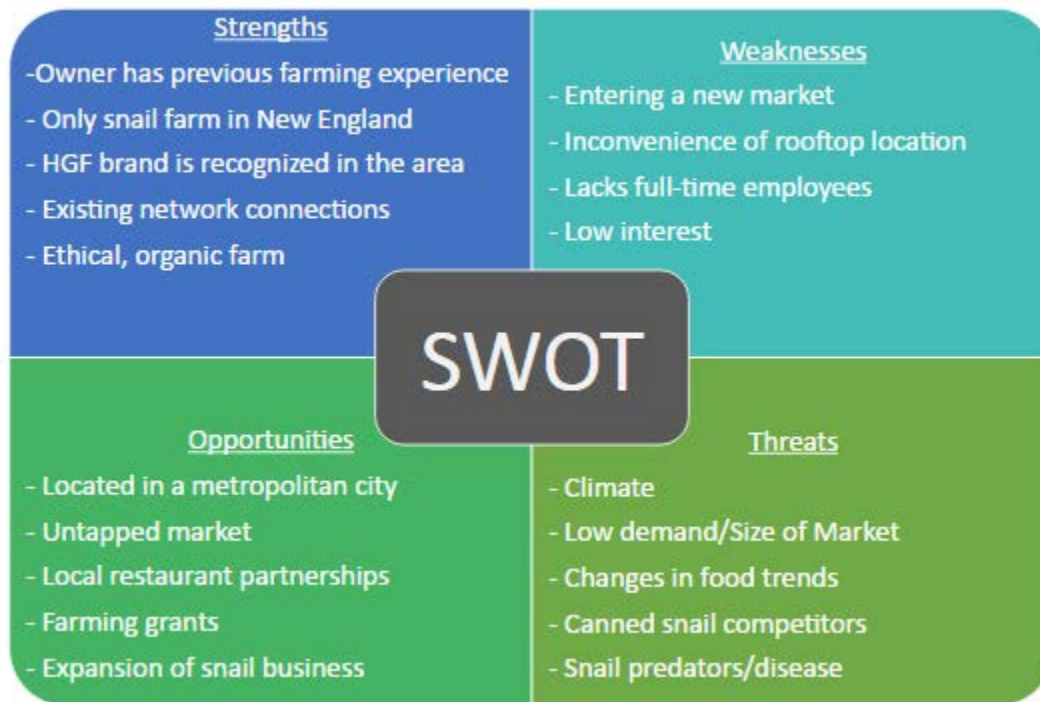 Strengths
-Owner has previous farming experience
- Only snail farm in New England
- HGF brand is recognized in the area
- Existing network connections
- Ethical, organic farm
Weaknesses
- Entering a new market
- Inconvenience of rooftop location
- Lacks full-time employees
- Low interest
SWOT
Opportunities
- Located in a metropolitan city
- Untapped market
- Local restaurant partnerships
- Farming grants
- Expansion of snail business
Threats
- Climate
- Low demand/Size of Market
- Changes in food trends
- Canned snail competitors
- Snail predators/disease